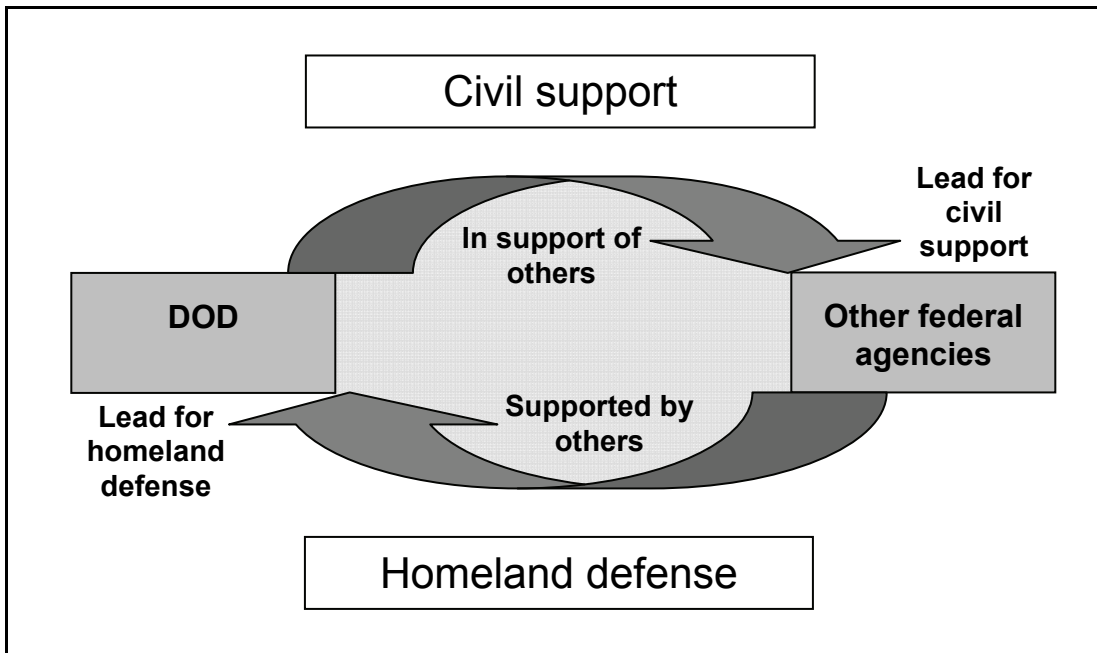 Civil support
Lead for
civil
support
In support of
others
DOD
Other federal
agencies
Lead for
homeland
defense
Supported by
others
Homeland defense